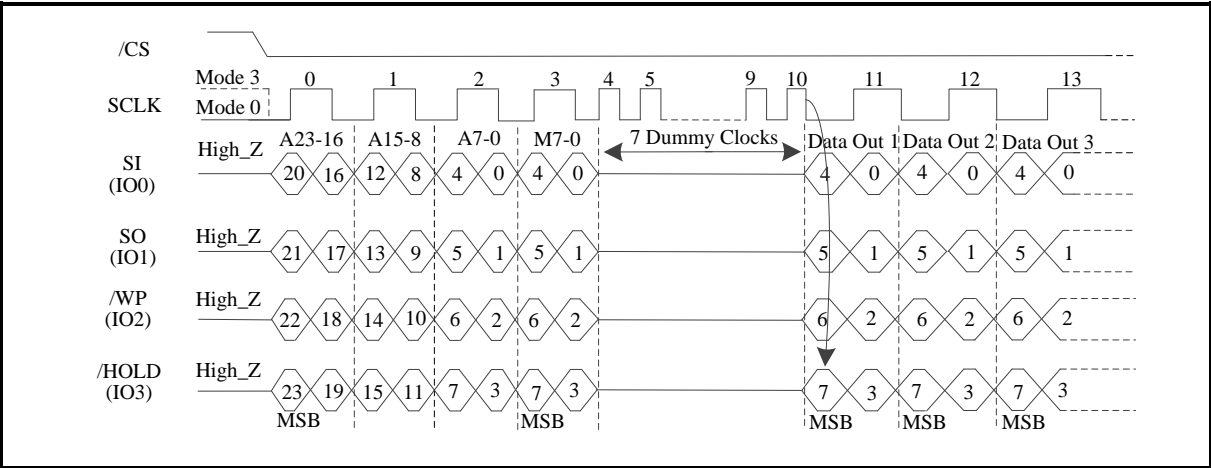 /CS
Mode 3 0 1 2 3 4 5 9 10 11 12 13
SCLK Mode 0
A23-16 A15-8 A7-0 M7-0 7 Dummy Clocks Data Out 1 Data Out 2 Data Out 3
SI High_Z 20 16 12 8 4 0 4 0 4 0 4 0 4 0
(IO0)
SO High_Z 21 17 13 9 5 1 5 1 5 1 5 1 5 1
(IO1)
/WP High_Z 22 18 14 10 6 2 6 2 6 2 6 2 6 2
(IO2)
/HOLD High_Z 23 19 15 11 7 3 7 3 7 3 7 3 7 3
(IO3)
MSB MSB MSB MSB MSB